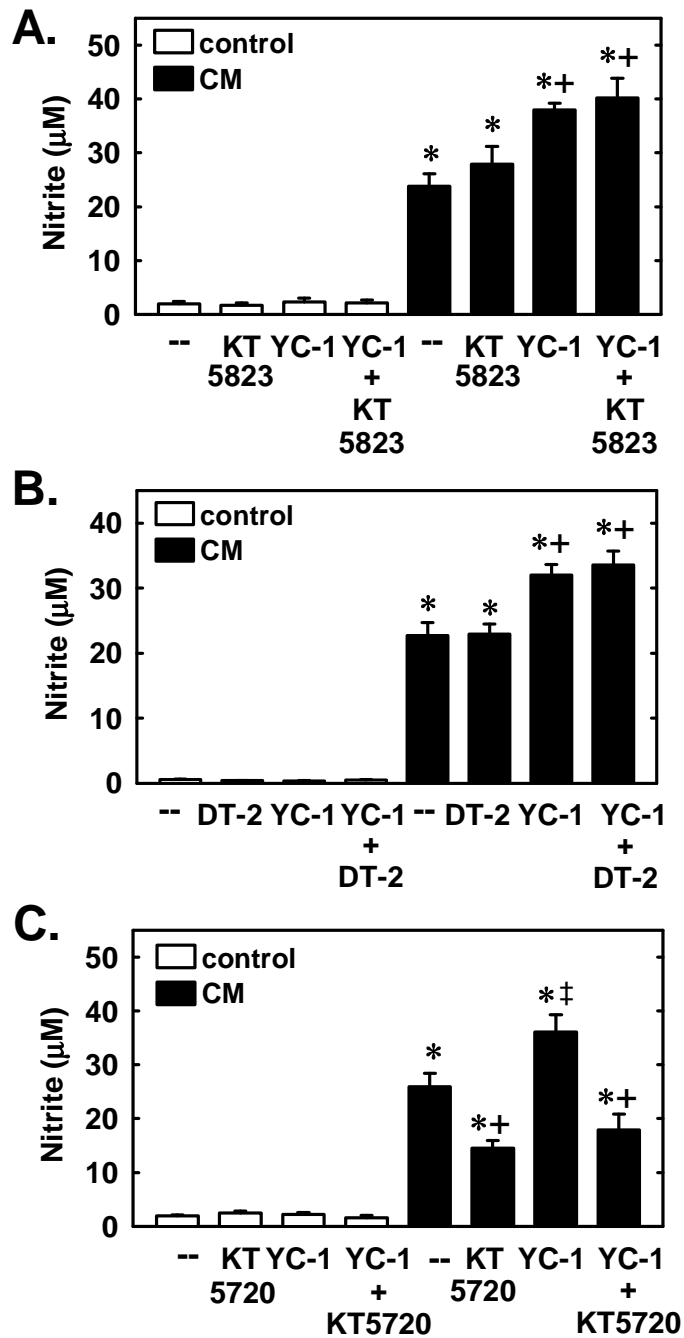 A.
control
CM
50
40
30
20
10
0
Nitrite (μM)
* * *+ *+
-- KT YC-1 YC-1 -- KT YC-1 YC-1
5823 + 5823 +
KT KT
5823 5823
B.
control
CM
40
30
20
10
0
Nitrite (μM)
* * *+ *+
-- DT-2 YC-1 YC-1 -- DT-2 YC-1 YC-1
+ +
DT-2 DT-2
C.
control
CM
50
40
30
20
10
0
Nitrite (μM)
* *+ *‡ *+
-- KT YC-1 YC-1 -- KT YC-1 YC-1
5720 + 5720 +
KT5720 KT5720